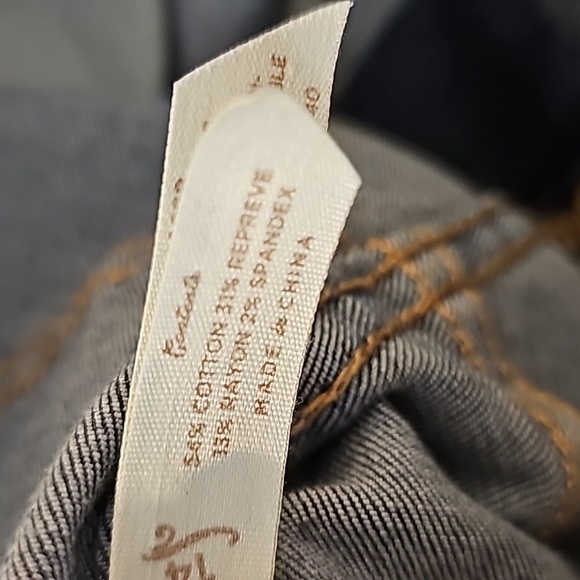 Contents
54% COTTON 31% REPREVE
13% RAYON 2% SPANDEX
MADE in CHINA